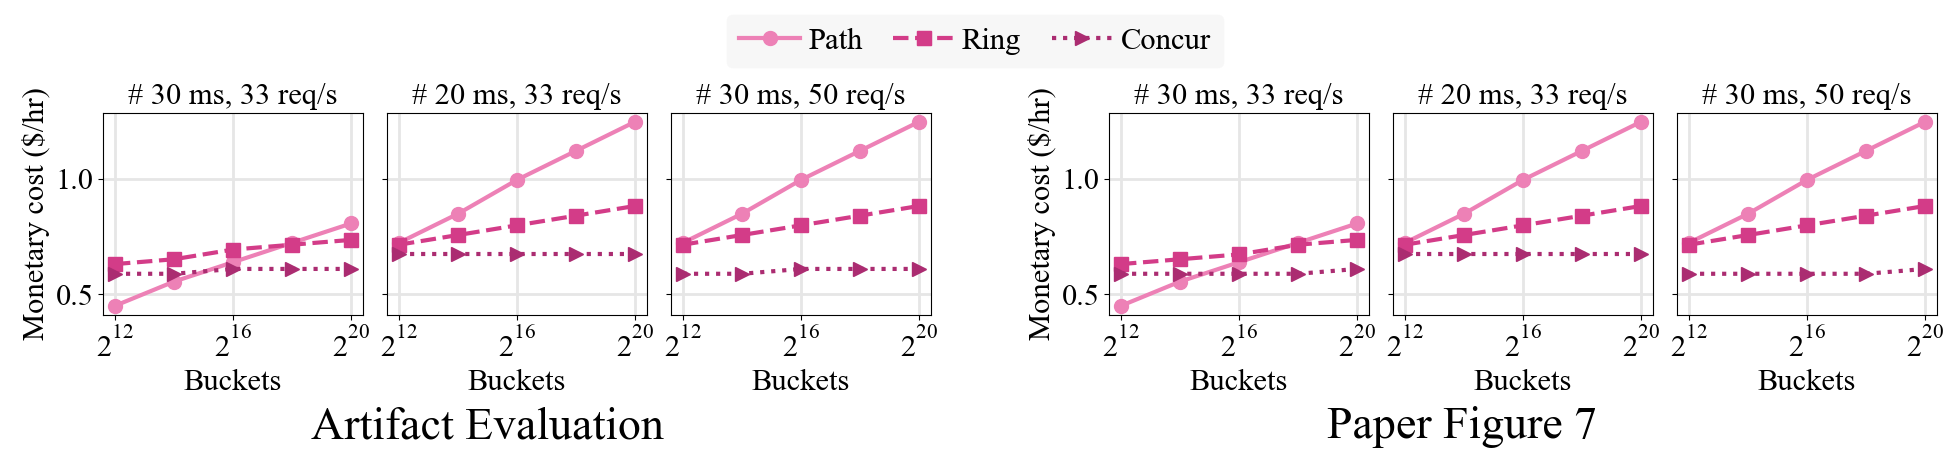 Path Ring Concur
# 30 ms, 33 req/s # 20 ms, 33 req/s # 30 ms, 50 req/s # 30 ms, 33 req/s # 20 ms, 33 req/s # 30 ms, 50 req/s
Monetary cost ($/hr)
1.0
0.5
Monetary cost ($/hr)
1.0
0.5
2^12 2^16 2^20 2^12 2^16 2^20 2^12 2^16 2^20 2^12 2^16 2^20 2^12 2^16 2^20 2^12 2^16 2^20
Buckets Buckets Buckets Buckets Buckets Buckets
Artifact Evaluation Paper Figure 7